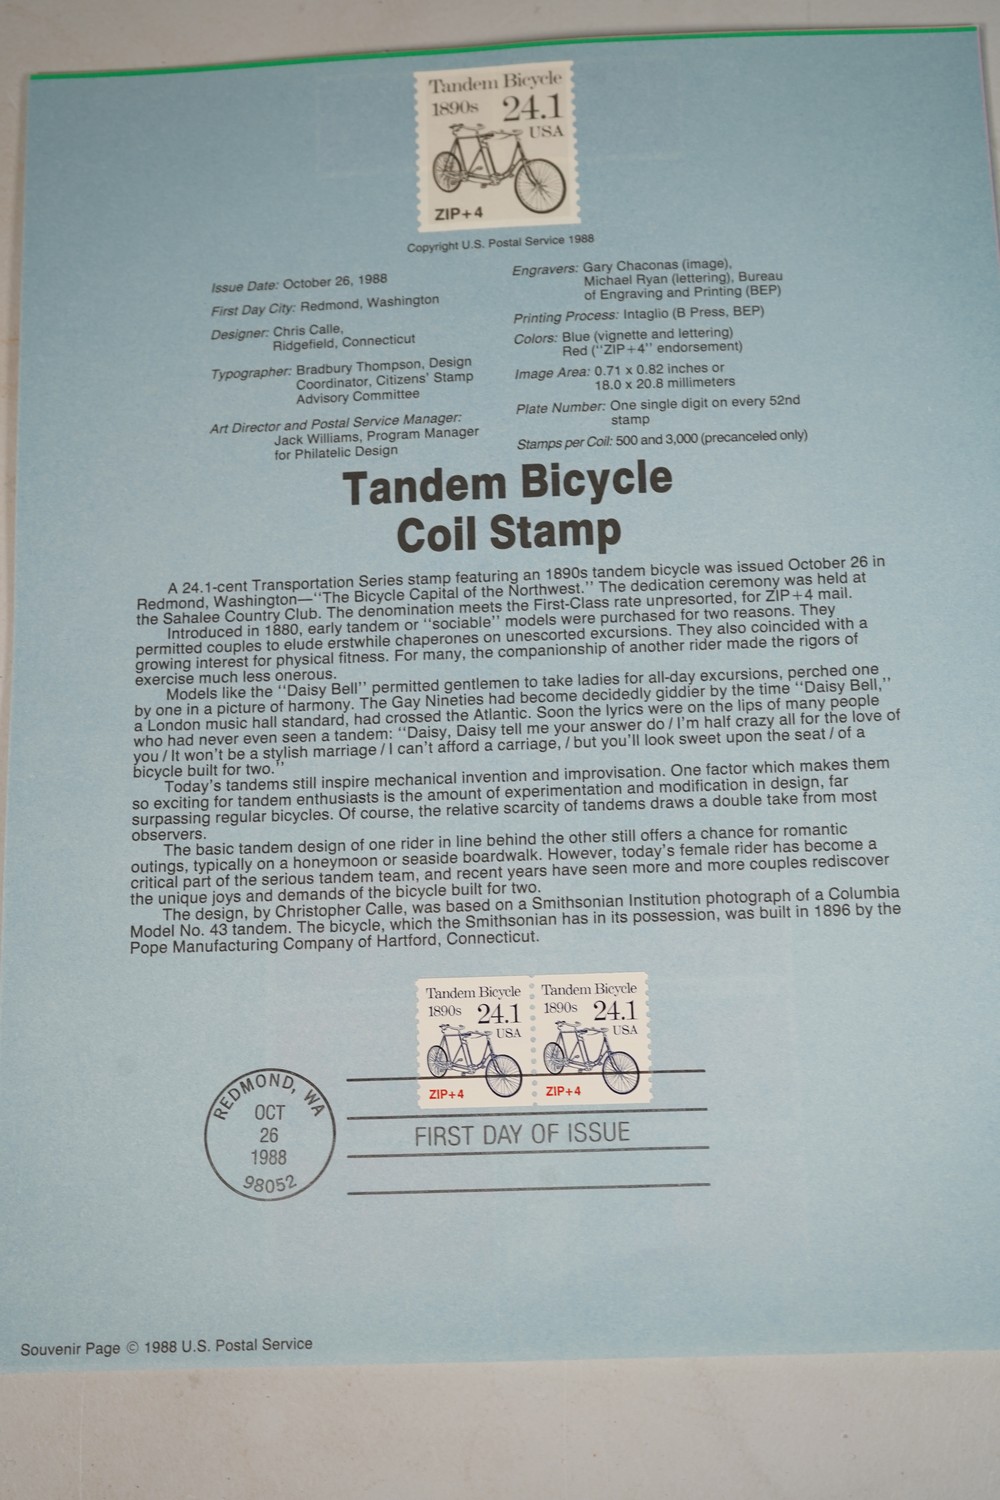 Tandem Bicycle
1890s 24.1
USA
ZIP+4
Copyright U.S. Postal Service 1988
Issue Date: October 26, 1988
First Day City: Redmond, Washington
Designer: Chris Calle,
Ridgefield, Connecticut
Typographer: Bradbury Thompson, Design
Coordinator, Citizens' Stamp
Advisory Committee
Art Director and Postal Service Manager:
Jack Williams, Program Manager
for Philatelic Design
Engravers: Gary Chaconas (image),
Michael Ryan (lettering), Bureau
of Engraving and Printing (BEP)
Printing Process: Intaglio (B Press, BEP)
Colors: Blue (vignette and lettering)
Red ("ZIP+4" endorsement)
Image Area: 0.71 x 0.82 inches or
18.0 x 20.8 millimeters
Plate Number: One single digit on every 52nd
stamp
Stamps per Coil: 500 and 3,000 (precanceled only)
Tandem Bicycle
Coil Stamp
A 24.1-cent Transportation Series stamp featuring an 1890s tandem bicycle was issued October 26 in
Redmond, Washington—"The Bicycle Capital of the Northwest." The dedication ceremony was held at
the Sahalee Country Club. The denomination meets the First-Class rate unpresorted, for ZIP+4 mail.
Introduced in 1880, early tandem or "sociable" models were purchased for two reasons. They
permitted couples to elude erstwhile chaperones on unescorted excursions. They also coincided with a
growing interest for physical fitness. For many, the companionship of another rider made the rigors of
exercise much less onerous.
Models like the "Daisy Bell" permitted gentlemen to take ladies for all-day excursions, perched one
by one in a picture of harmony. The Gay Nineties had become decidedly giddier by the time "Daisy Bell,"
a London music hall standard, had crossed the Atlantic. Soon the lyrics were on the lips of many people
who had never even seen a tandem: "Daisy, Daisy tell me your answer do / I'm half crazy all for the love of
you / It won't be a stylish marriage / I can't afford a carriage, / but you'll look sweet upon the seat / of a
bicycle built for two."
Today's tandems still inspire mechanical invention and improvisation. One factor which makes them
so exciting for tandem enthusiasts is the amount of experimentation and modification in design, far
surpassing regular bicycles. Of course, the relative scarcity of tandems draws a double take from most
observers.
The basic tandem design of one rider in line behind the other still offers a chance for romantic
outings, typically on a honeymoon or seaside boardwalk. However, today's female rider has become a
critical part of the serious tandem team, and recent years have seen more and more couples rediscover
the unique joys and demands of the bicycle built for two.
The design, by Christopher Calle, was based on a Smithsonian Institution photograph of a Columbia
Model No. 43 tandem. The bicycle, which the Smithsonian has in its possession, was built in 1896 by the
Pope Manufacturing Company of Hartford, Connecticut.
Tandem Bicycle
1890s 24.1
USA
ZIP+4
Tandem Bicycle
1890s 24.1
USA
ZIP+4
REDMOND, WA
OCT
26
1988
98052
FIRST DAY OF ISSUE
Souvenir Page © 1988 U.S. Postal Service